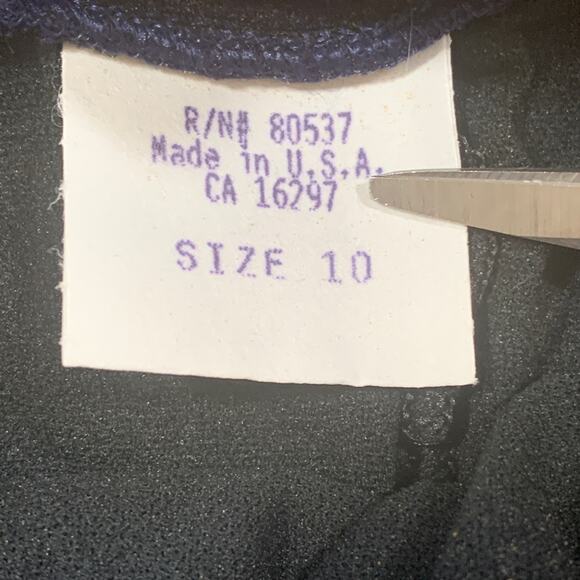 R/N# 80537
Made in U.S.A.
CA 16297
SIZE 10